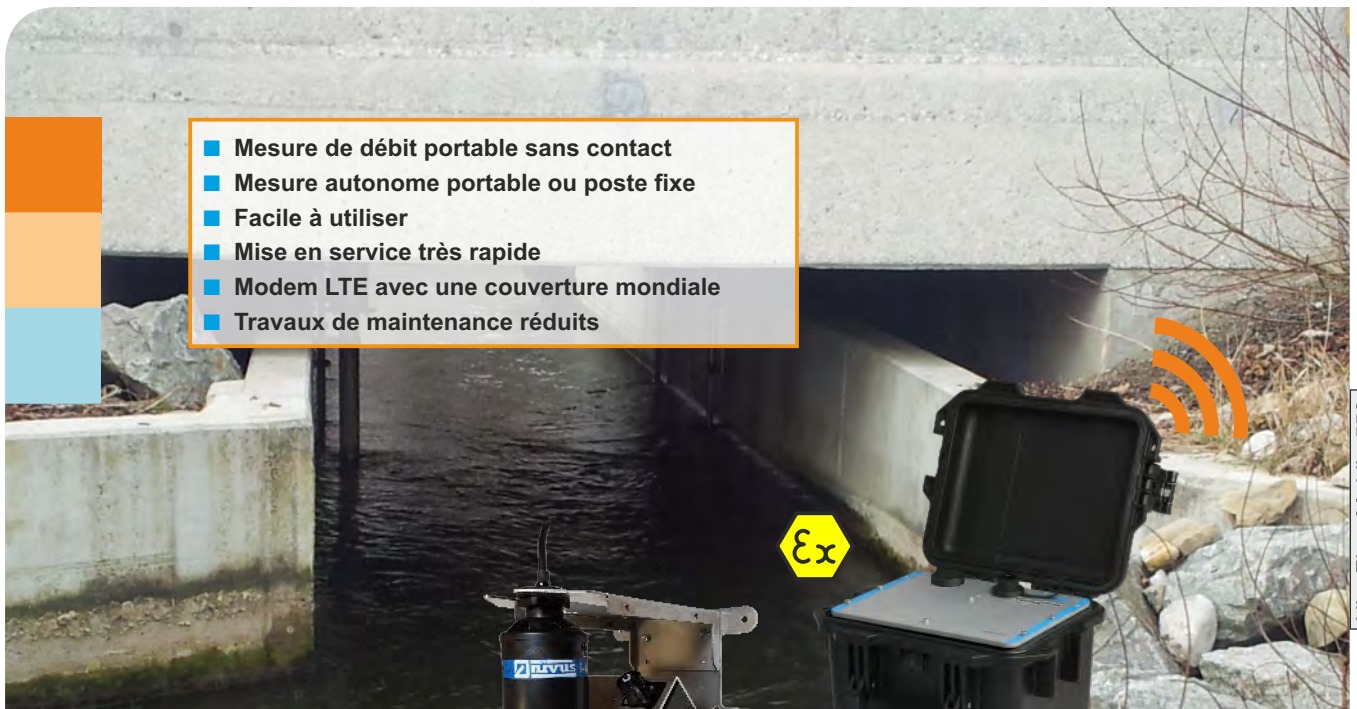 Mesure de débit portable sans contact
Mesure autonome portable ou poste fixe
Facile à utiliser
Mise en service très rapide
Modem LTE avec une couverture mondiale
Travaux de maintenance réduits
Ex
nivus